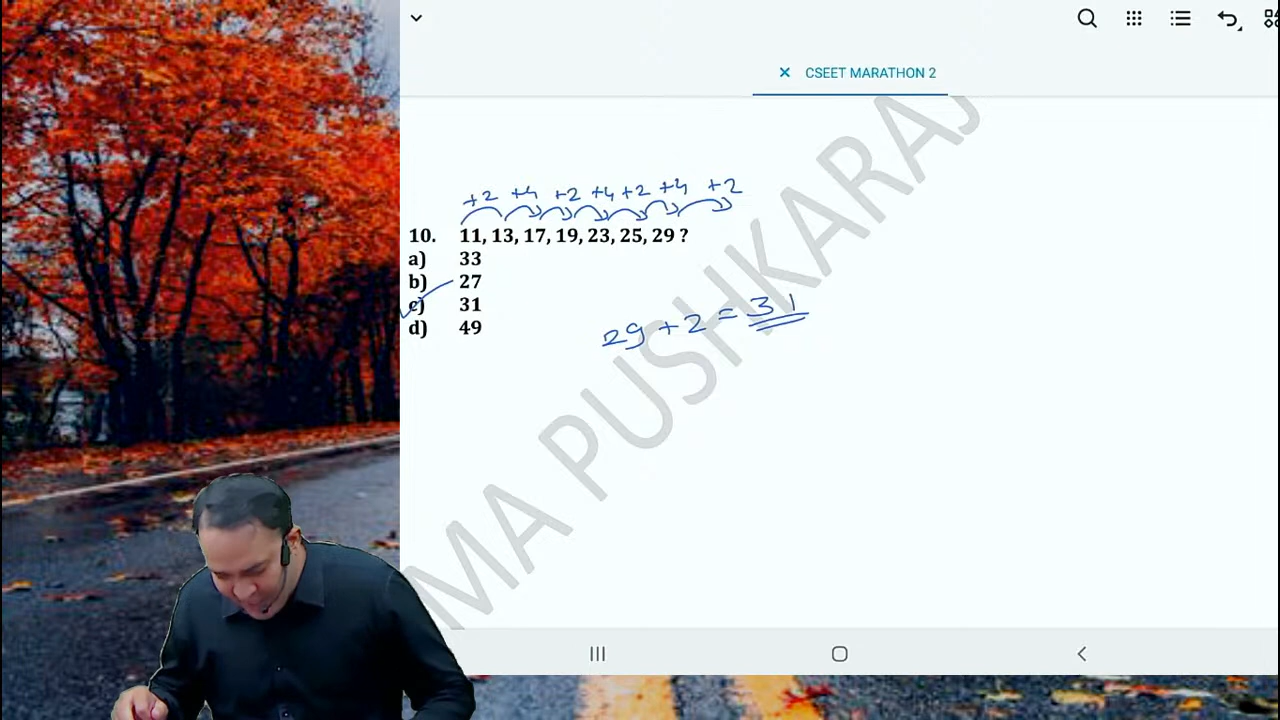 CSEET MARATHON 2
+2 +4 +2 +4 +2 +4 +2
10. 11, 13, 17, 19, 23, 25, 29 ?
a) 33
b) 27
c) 31
d) 49
29 + 2 = 31
MA PUSHKARAJ